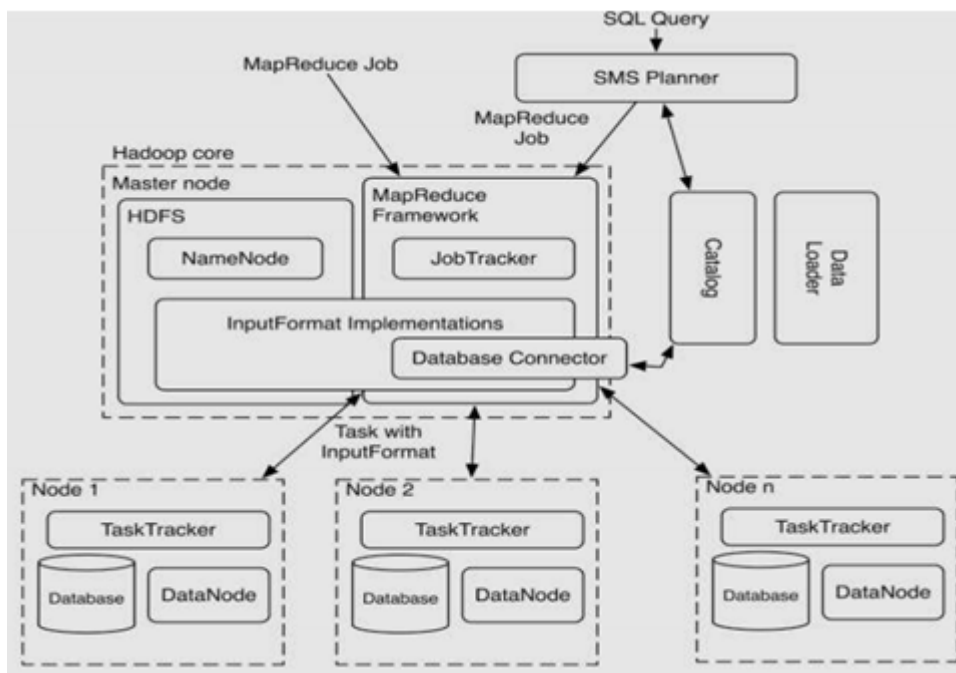 SQL Query
SMS Planner
MapReduce Job
MapReduce
Job
Hadoop core
Master node
HDFS
MapReduce
Framework
NameNode
JobTracker
InputFormat Implementations
Database Connector
Catalog
Data
Loader
Task with
InputFormat
Node 1
TaskTracker
Database
DataNode
Node 2
TaskTracker
Database
DataNode
Node n
TaskTracker
Database
DataNode